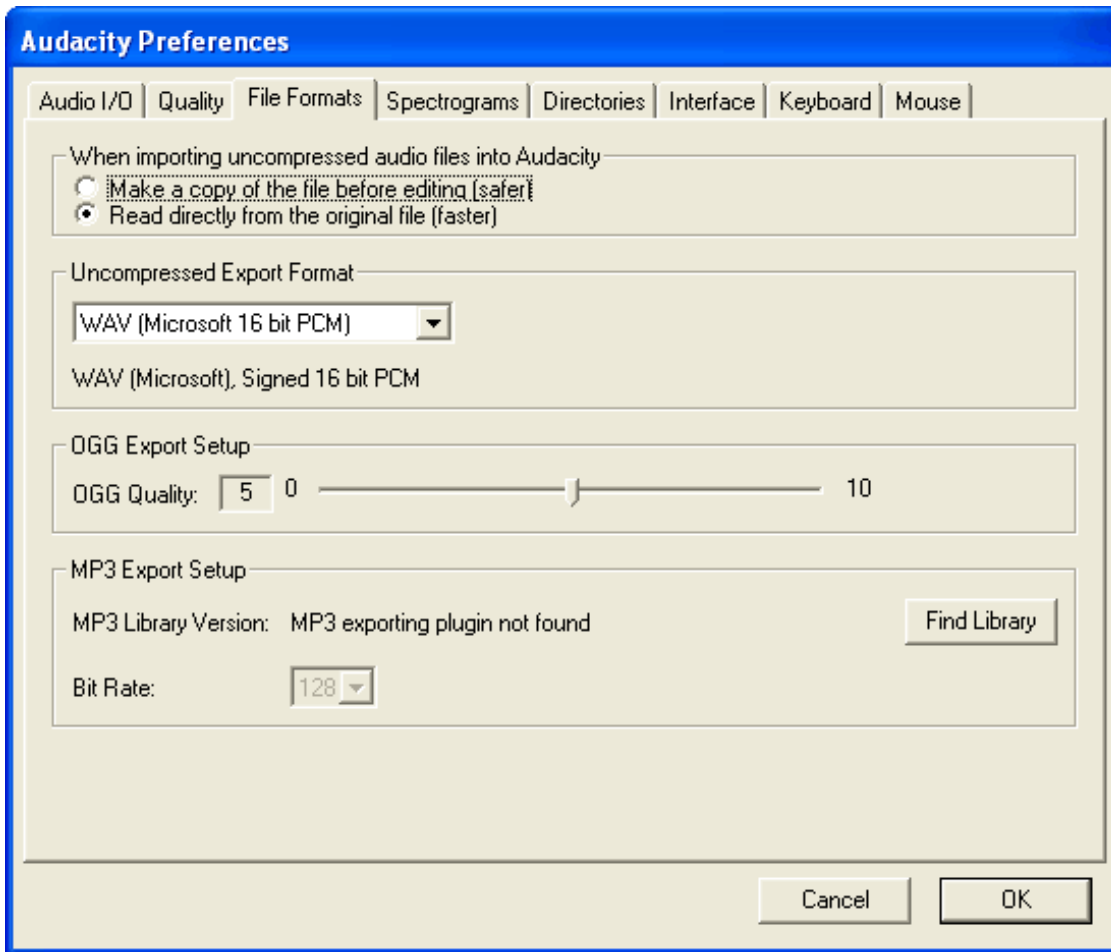 Audacity Preferences
Audio I/O Quality File Formats Spectrograms Directories Interface Keyboard Mouse
When importing uncompressed audio files into Audacity
Make a copy of the file before editing (safer)
Read directly from the original file (faster)
Uncompressed Export Format
WAV (Microsoft 16 bit PCM)
WAV (Microsoft), Signed 16 bit PCM
OGG Export Setup
OGG Quality: 5 0 10
MP3 Export Setup
MP3 Library Version: MP3 exporting plugin not found Find Library
Bit Rate: 128
Cancel OK